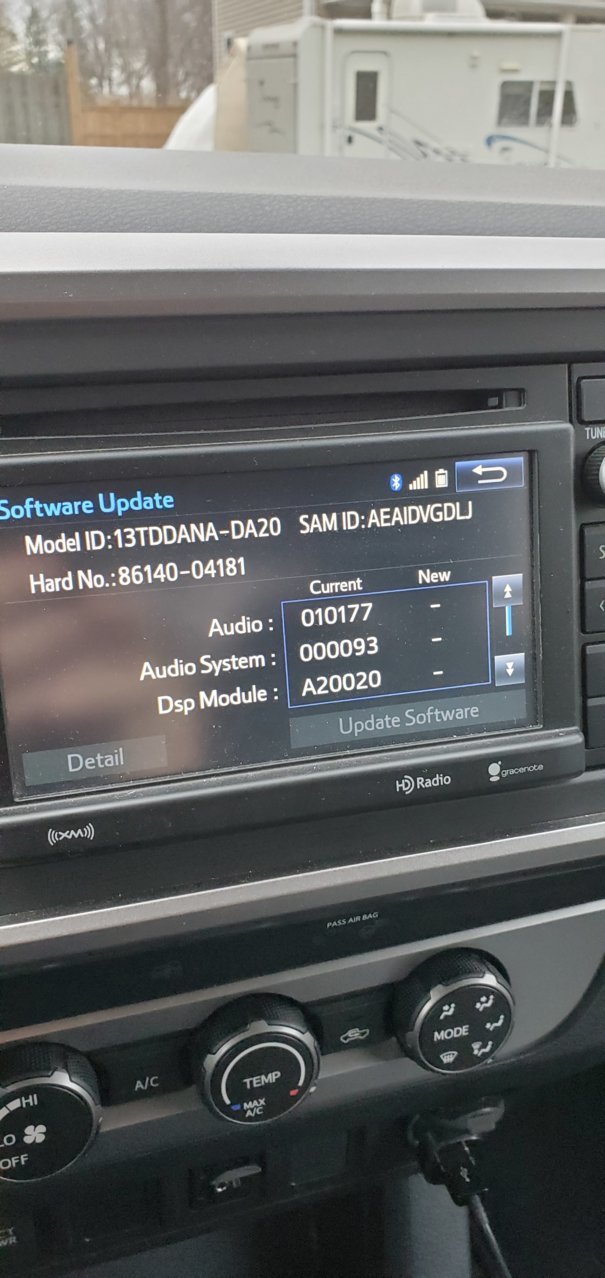 Software Update
Model ID:13TDDANA-DA20 SAM ID:AEAIDVGDLJ
Hard No.:86140-04181
Current New
Audio : 010177 -
Audio System : 000093 -
Dsp Module : A20020 -
Update Software
Detail
TUNE
HD Radio
gracenote
((XM))
PASS AIR BAG
HI
LO
OFF
A/C
TEMP
MAX
A/C
MODE